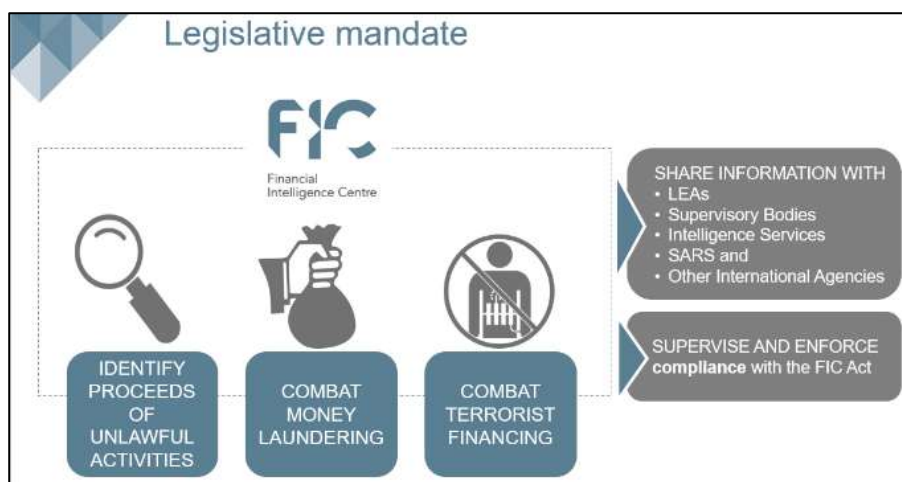 Legislative mandate
FIC
Financial
Intelligence Centre
IDENTIFY
PROCEEDS
OF
UNLAWFUL
ACTIVITIES
COMBAT
MONEY
LAUNDERING
COMBAT
TERRORIST
FINANCING
SHARE INFORMATION WITH
• LEAs
• Supervisory Bodies
• Intelligence Services
• SARS and
• Other International Agencies
SUPERVISE AND ENFORCE
compliance with the FIC Act